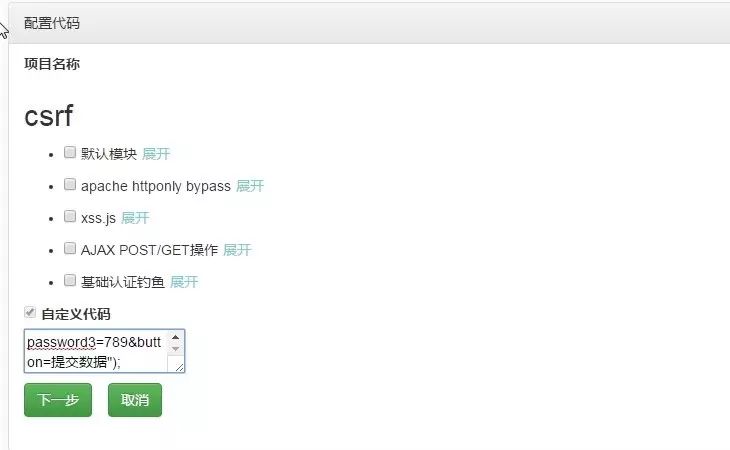 配置代码
项目名称
csrf
默认模块 展开
apache httponly bypass 展开
xss.js 展开
AJAX POST/GET操作 展开
基础认证钓鱼 展开
自定义代码
password3=789&butt
on=提交数据");
下一步 取消